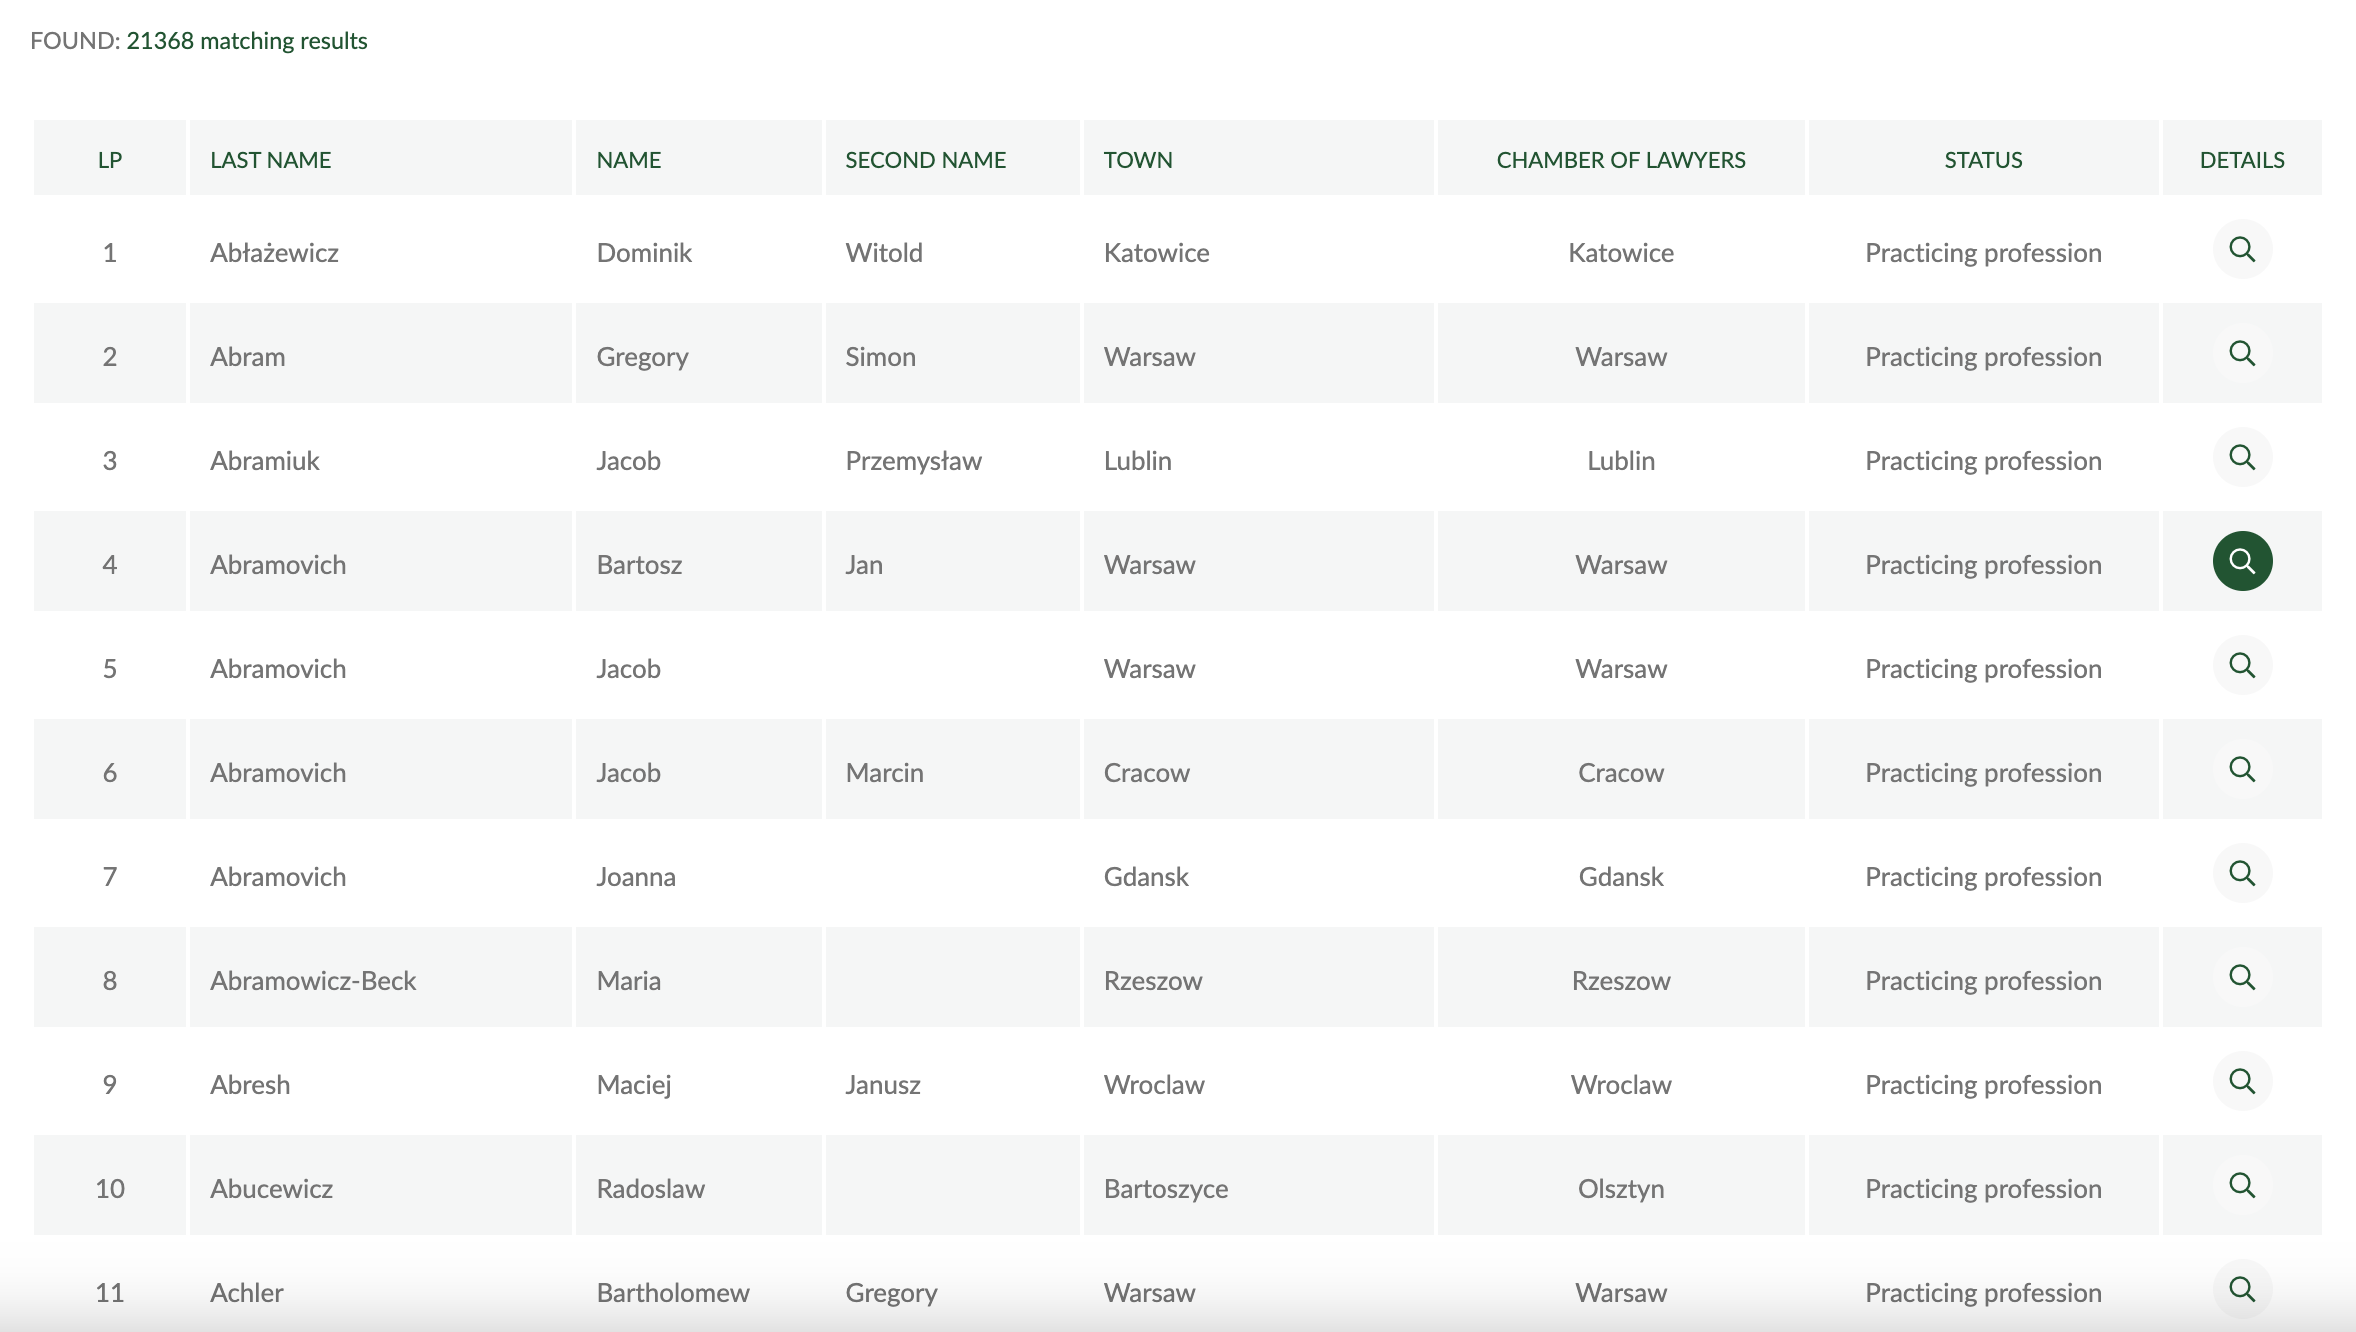 FOUND: 21368 matching results
LP LAST NAME NAME SECOND NAME TOWN CHAMBER OF LAWYERS STATUS DETAILS
1 Abłażewicz Dominik Witold Katowice Katowice Practicing profession
2 Abram Gregory Simon Warsaw Warsaw Practicing profession
3 Abramiuk Jacob Przemysław Lublin Lublin Practicing profession
4 Abramovich Bartosz Jan Warsaw Warsaw Practicing profession
5 Abramovich Jacob Warsaw Warsaw Practicing profession
6 Abramovich Jacob Marcin Cracow Cracow Practicing profession
7 Abramovich Joanna Gdansk Gdansk Practicing profession
8 Abramowicz-Beck Maria Rzeszow Rzeszow Practicing profession
9 Abresh Maciej Janusz Wroclaw Wroclaw Practicing profession
10 Abucewicz Radoslaw Bartoszyce Olsztyn Practicing profession
11 Achler Bartholomew Gregory Warsaw Warsaw Practicing profession